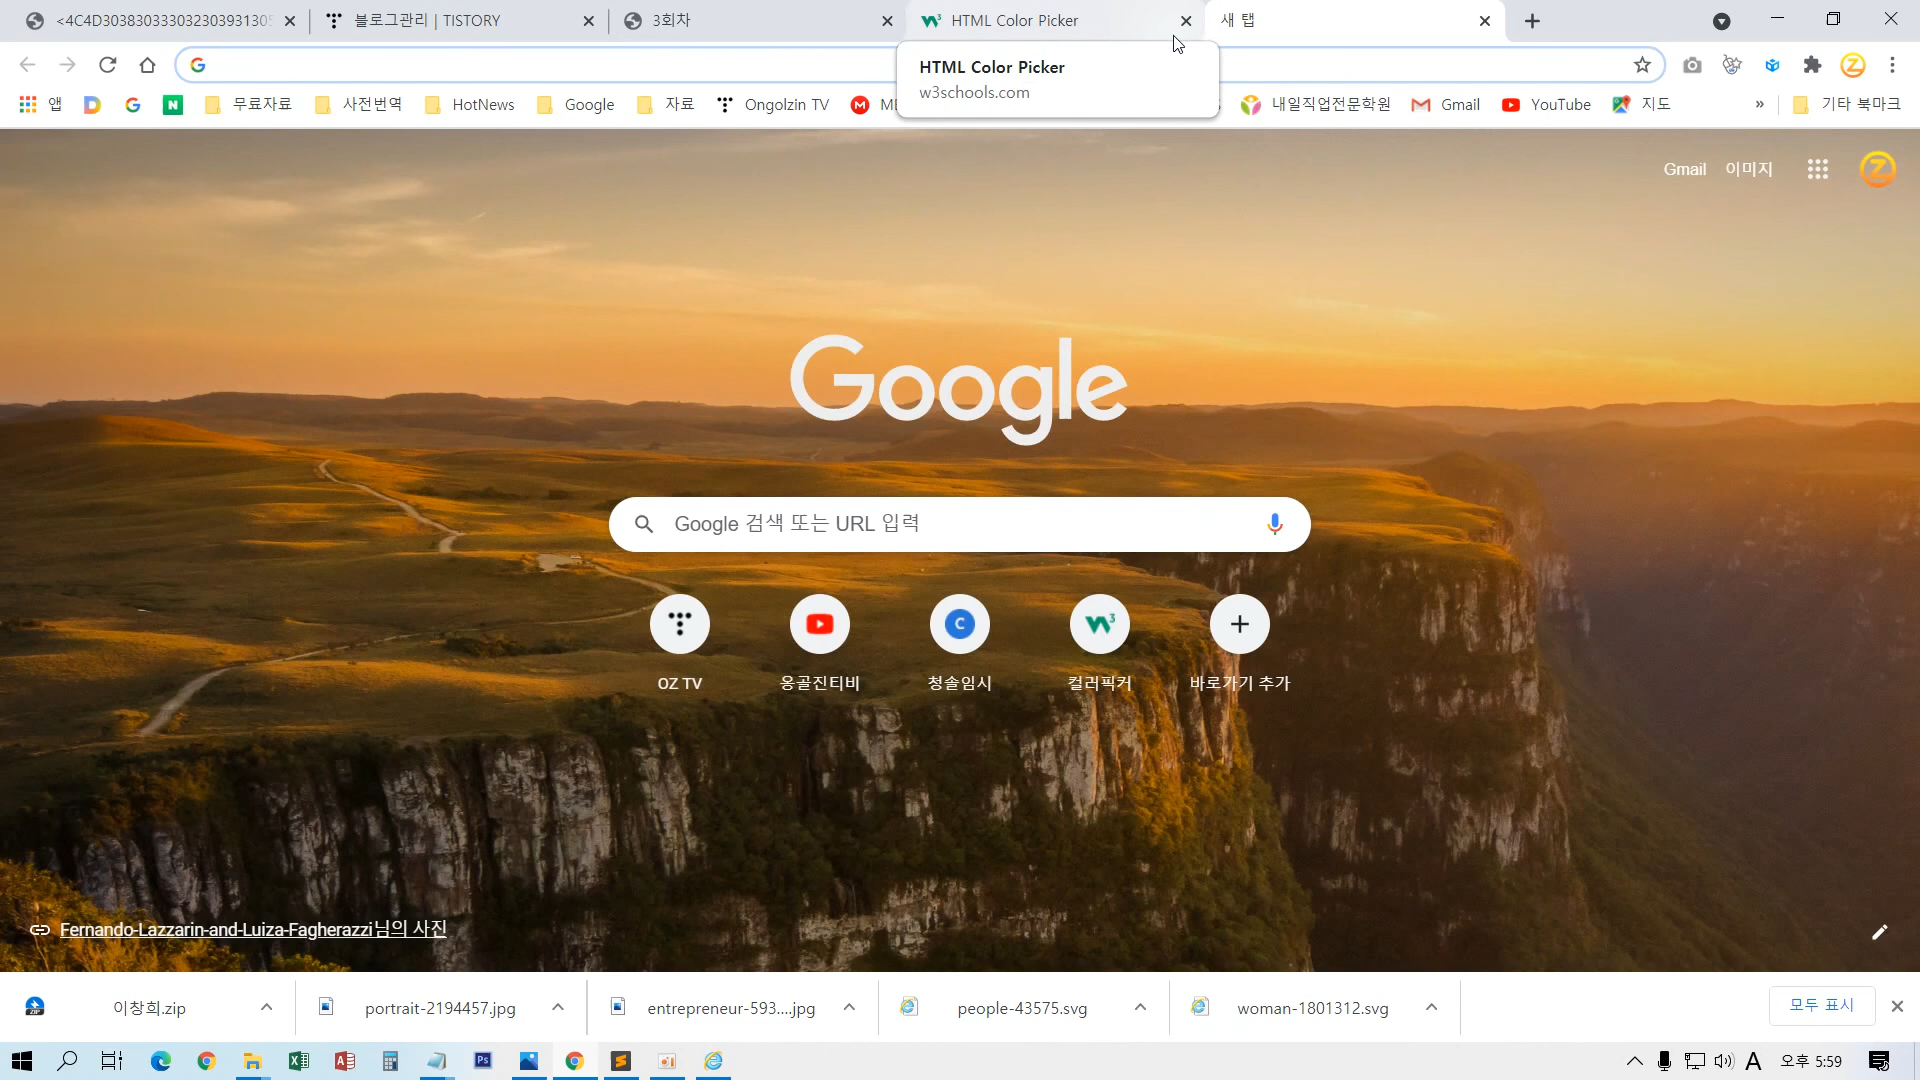 <4C4D30383033303230393130
블로그관리 | TISTORY
3회차
HTML Color Picker
새 탭
HTML Color Picker
w3schools.com
앱
무료자료
사전번역
HotNews
Google
자료
Ongolzin TV
내일직업전문학원
Gmail
YouTube
지도
»
기타 북마크
Gmail
이미지
Google
Google 검색 또는 URL 입력
OZ TV
옹골진티비
청솔임시
컬러픽커
바로가기 추가
Fernando-Lazzarin-and-Luiza-Fagherazzi님의 사진
이창희.zip
portrait-2194457.jpg
entrepreneur-593....jpg
people-43575.svg
woman-1801312.svg
모두 표시
A
오후 5:59